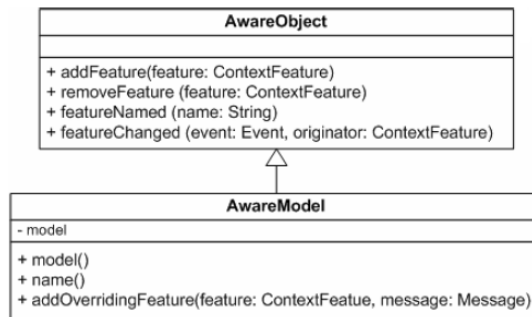 AwareObject
+ addFeature(feature: ContextFeature)
+ removeFeature (feature: ContextFeature)
+ featureNamed (name: String)
+ featureChanged (event: Event, originator: ContextFeature)
AwareModel
- model
+ model()
+ name()
+ addOverridingFeature(feature: ContextFeatue, message: Message)